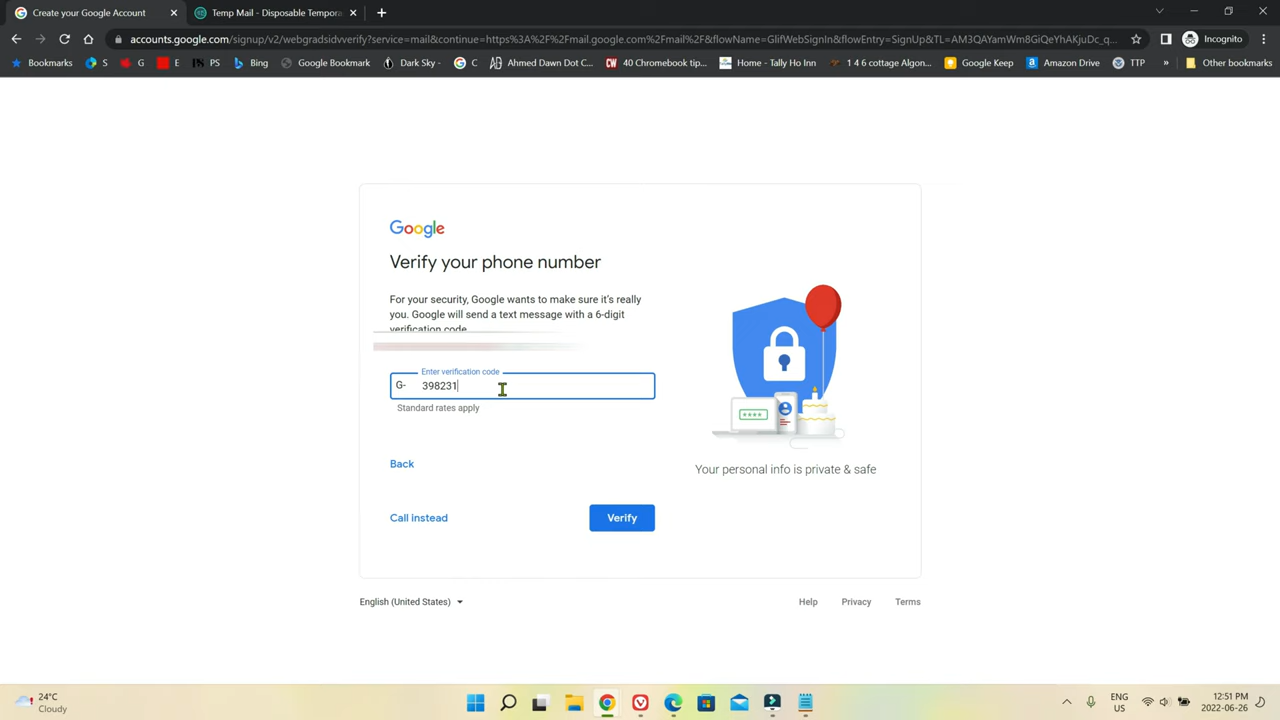 Create your Google Account
Temp Mail - Disposable Tempora
accounts.google.com/signup/v2/webgradsidvverify?service=mail&continue=https%3A%2F%2Fmail.google.com%2Fmail%2F&flowName=GlifWebSignIn&flowEntry=SignUp&TL=AM3QAYamWm8GiQeYhAKjuDc_q...
Incognito
Bookmarks
S
G
E
PS
Bing
Google Bookmark
Dark Sky -
C
Ahmed Dawn Dot C...
40 Chromebook tip...
Home - Tally Ho Inn
1 4 6 cottage Algon...
Google Keep
Amazon Drive
TTP
»
Other bookmarks
Google
Verify your phone number
For your security, Google wants to make sure it's really
you. Google will send a text message with a 6-digit
verification code
Enter verification code
G- 398231
Standard rates apply
Back
Call instead
Verify
Your personal info is private & safe
English (United States)
Help
Privacy
Terms
24°C
Cloudy
ENG
US
12:51 PM
2022-06-26